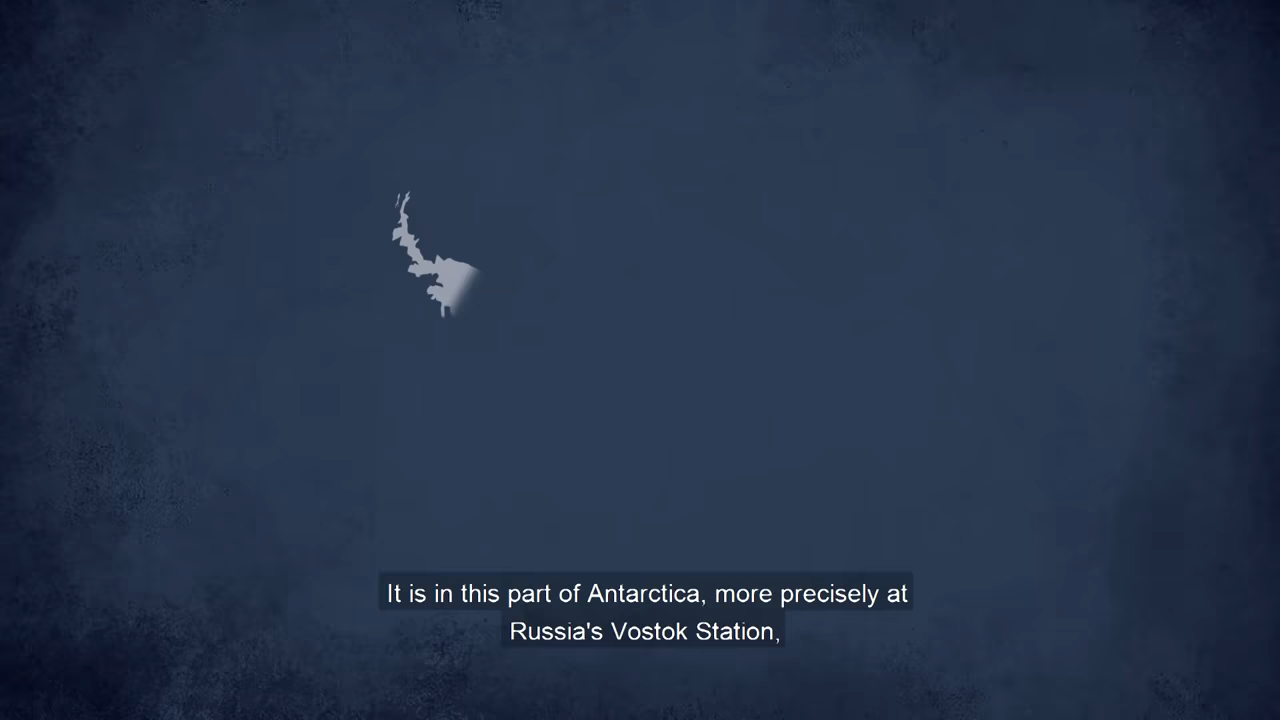 It is in this part of Antarctica, more precisely at
Russia's Vostok Station,